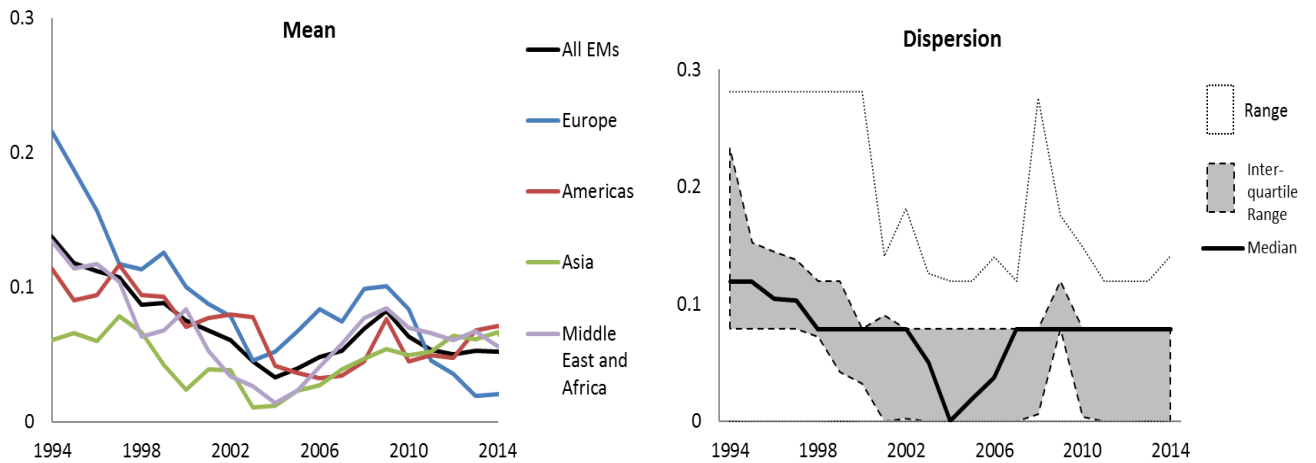 Mean
0.3
0.2
0.1
0
1994 1998 2002 2006 2010 2014
All EMs
Europe
Americas
Asia
Middle
East and
Africa
Dispersion
0.3
0.2
0.1
0
1994 1998 2002 2006 2010 2014
Range
Inter-
quartile
Range
Median